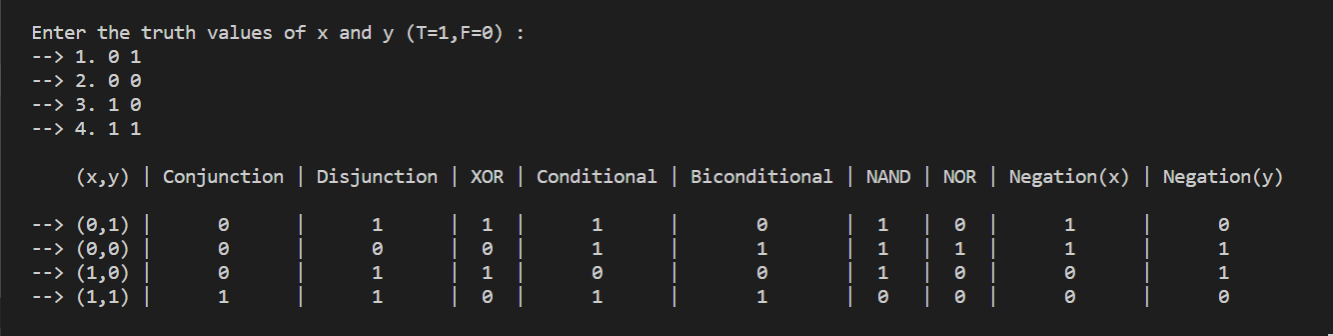 Enter the truth values of x and y (T=1,F=0) :
--> 1. 0 1
--> 2. 0 0
--> 3. 1 0
--> 4. 1 1
(x,y) | Conjunction | Disjunction | XOR | Conditional | Biconditional | NAND | NOR | Negation(x) | Negation(y)
--> (0,1) | 0 | 1 | 1 | 1 | 0 | 1 | 0 | 1 | 0
--> (0,0) | 0 | 0 | 0 | 1 | 1 | 1 | 1 | 1 | 1
--> (1,0) | 0 | 1 | 1 | 0 | 0 | 1 | 0 | 0 | 1
--> (1,1) | 1 | 1 | 0 | 1 | 1 | 0 | 0 | 0 | 0